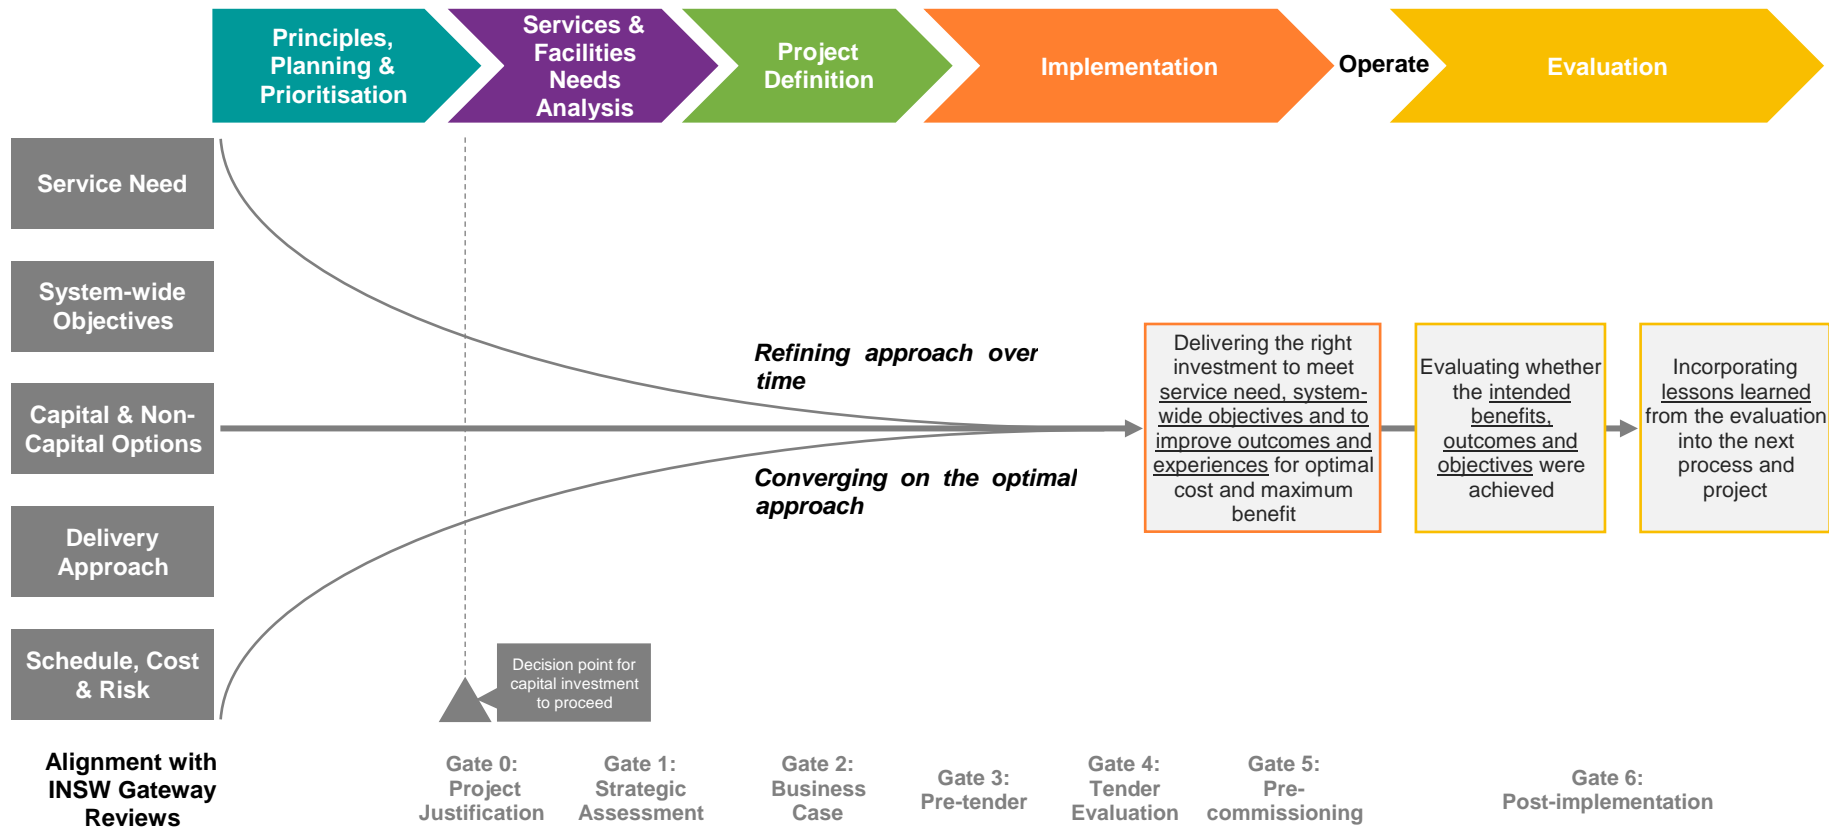 Principles,
Planning &
Prioritisation
Services &
Facilities
Needs
Analysis
Project
Definition
Implementation
Operate
Evaluation
Service Need
System-wide
Objectives
Capital & Non-
Capital Options
Delivery
Approach
Schedule, Cost
& Risk
Refining approach over
time
Converging on the optimal
approach
Delivering the right
investment to meet
service need, system-
wide objectives and to
improve outcomes and
experiences for optimal
cost and maximum
benefit
Evaluating whether
the intended
benefits,
outcomes and
objectives were
achieved
Incorporating
lessons learned
from the evaluation
into the next
process and
project
Decision point for
capital investment
to proceed
Alignment with
INSW Gateway
Reviews
Gate 0:
Project
Justification
Gate 1:
Strategic
Assessment
Gate 2:
Business
Case
Gate 3:
Pre-tender
Gate 4:
Tender
Evaluation
Gate 5:
Pre-
commissioning
Gate 6:
Post-implementation